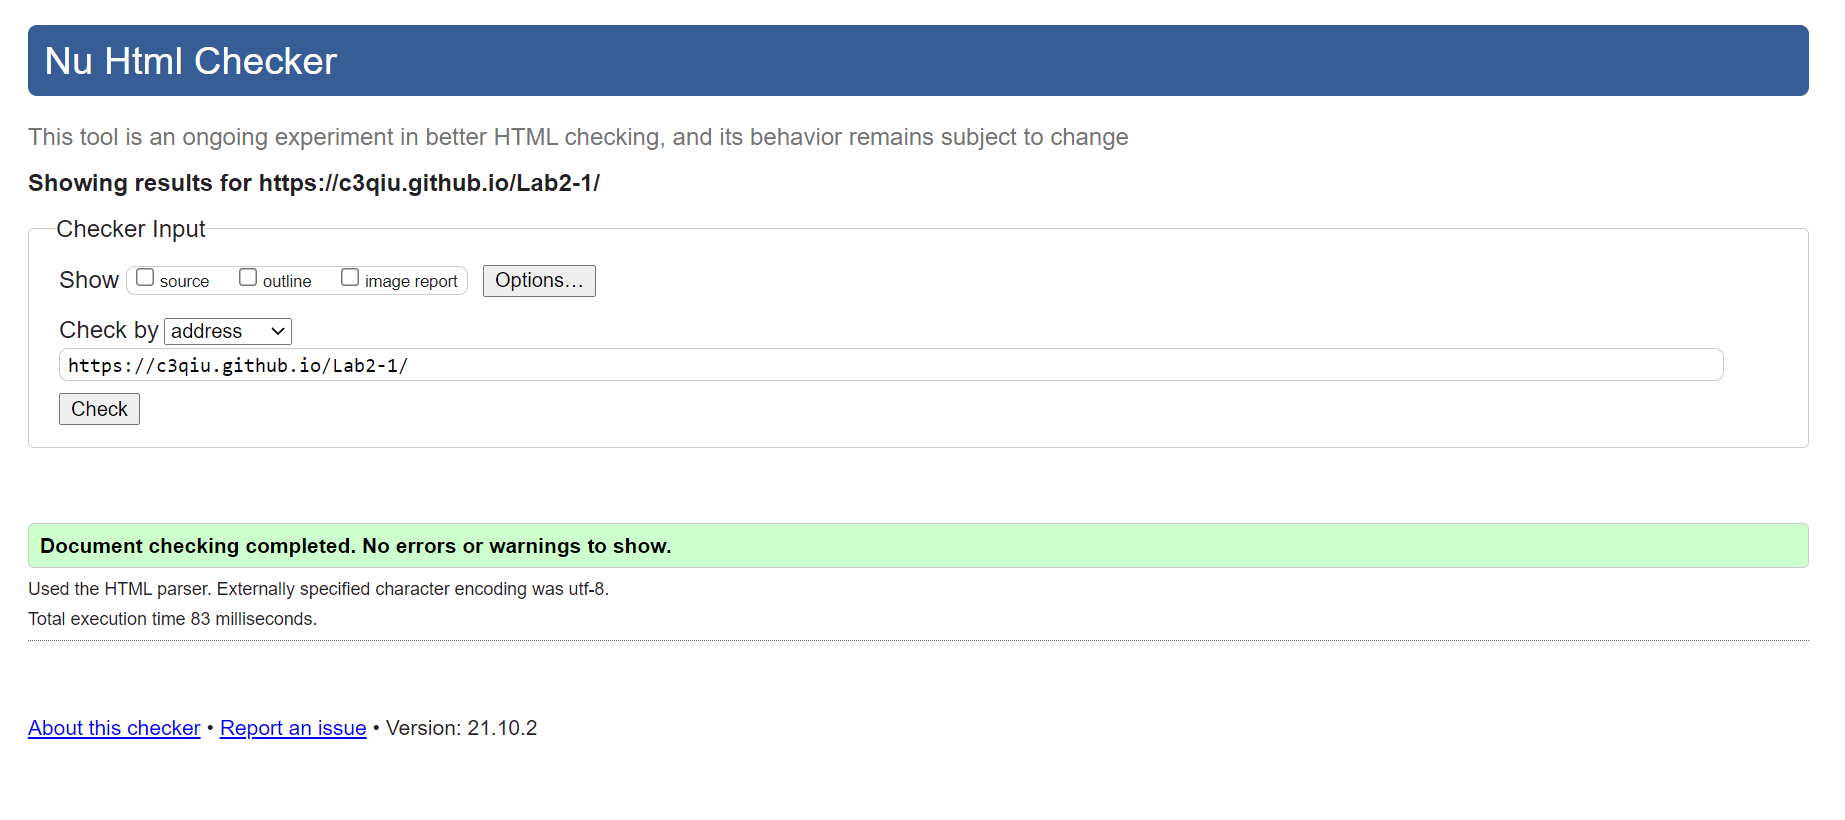 Nu Html Checker
This tool is an ongoing experiment in better HTML checking, and its behavior remains subject to change
Showing results for https://c3qiu.github.io/Lab2-1/
Checker Input
Show source outline image report Options...
Check by address
https://c3qiu.github.io/Lab2-1/
Check
Document checking completed. No errors or warnings to show.
Used the HTML parser. Externally specified character encoding was utf-8.
Total execution time 83 milliseconds.
About this checker • Report an issue • Version: 21.10.2